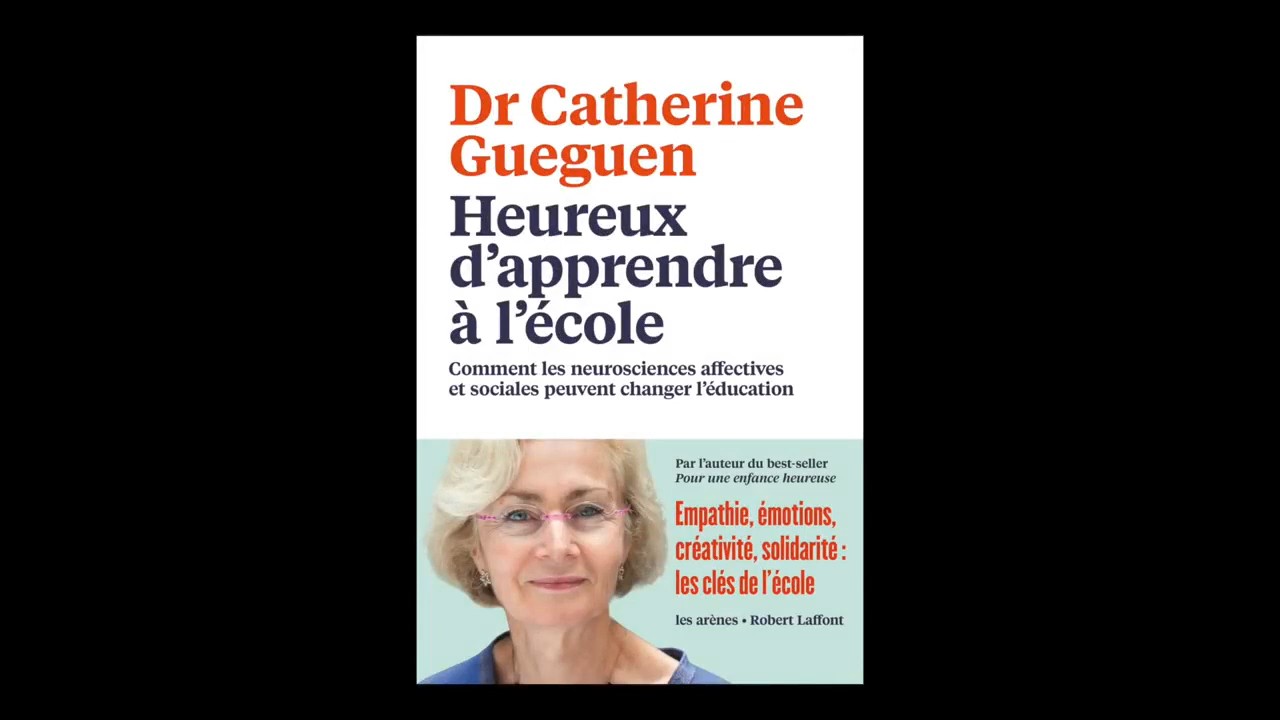 Dr Catherine
Gueguen
Heureux
d’apprendre
à l’école
Comment les neurosciences affectives
et sociales peuvent changer l’éducation
Par l’auteur du best-seller
Pour une enfance heureuse
Empathie, émotions,
créativité, solidarité :
les clés de l’école
les arènes • Robert Laffont